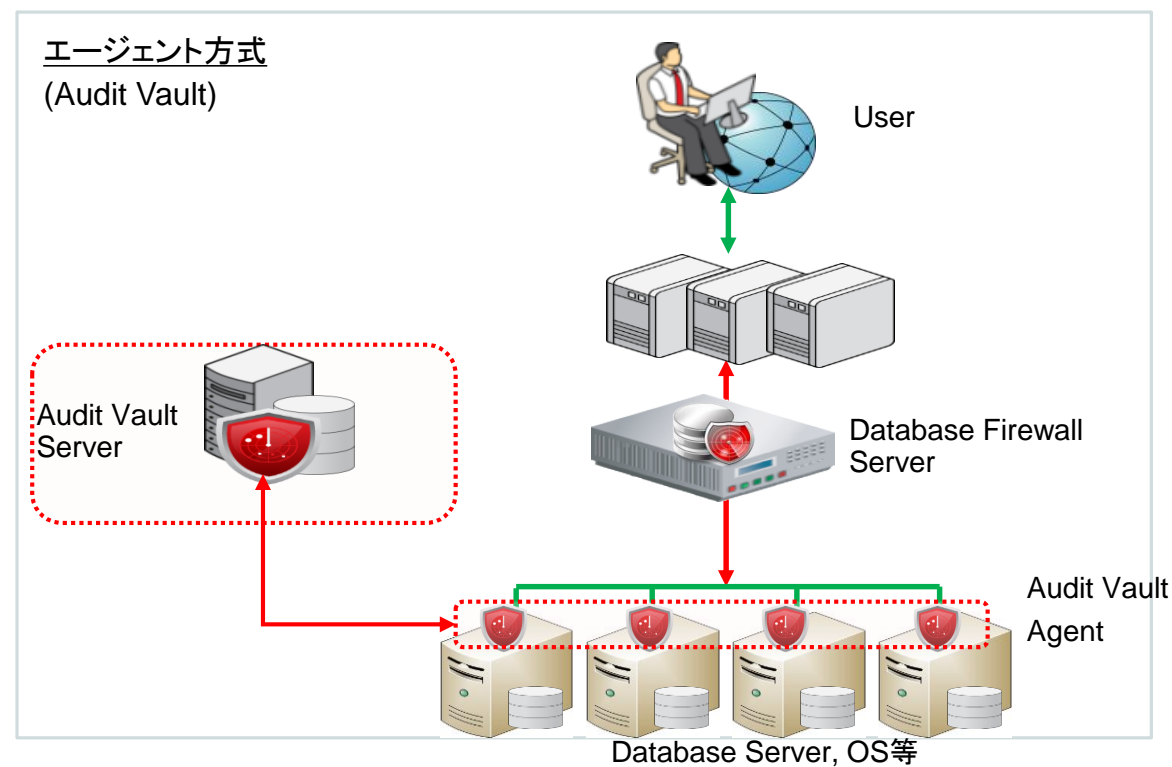 エージェント方式
(Audit Vault)
User
Audit Vault
Server
Database Firewall
Server
Audit Vault
Agent
Database Server, OS等